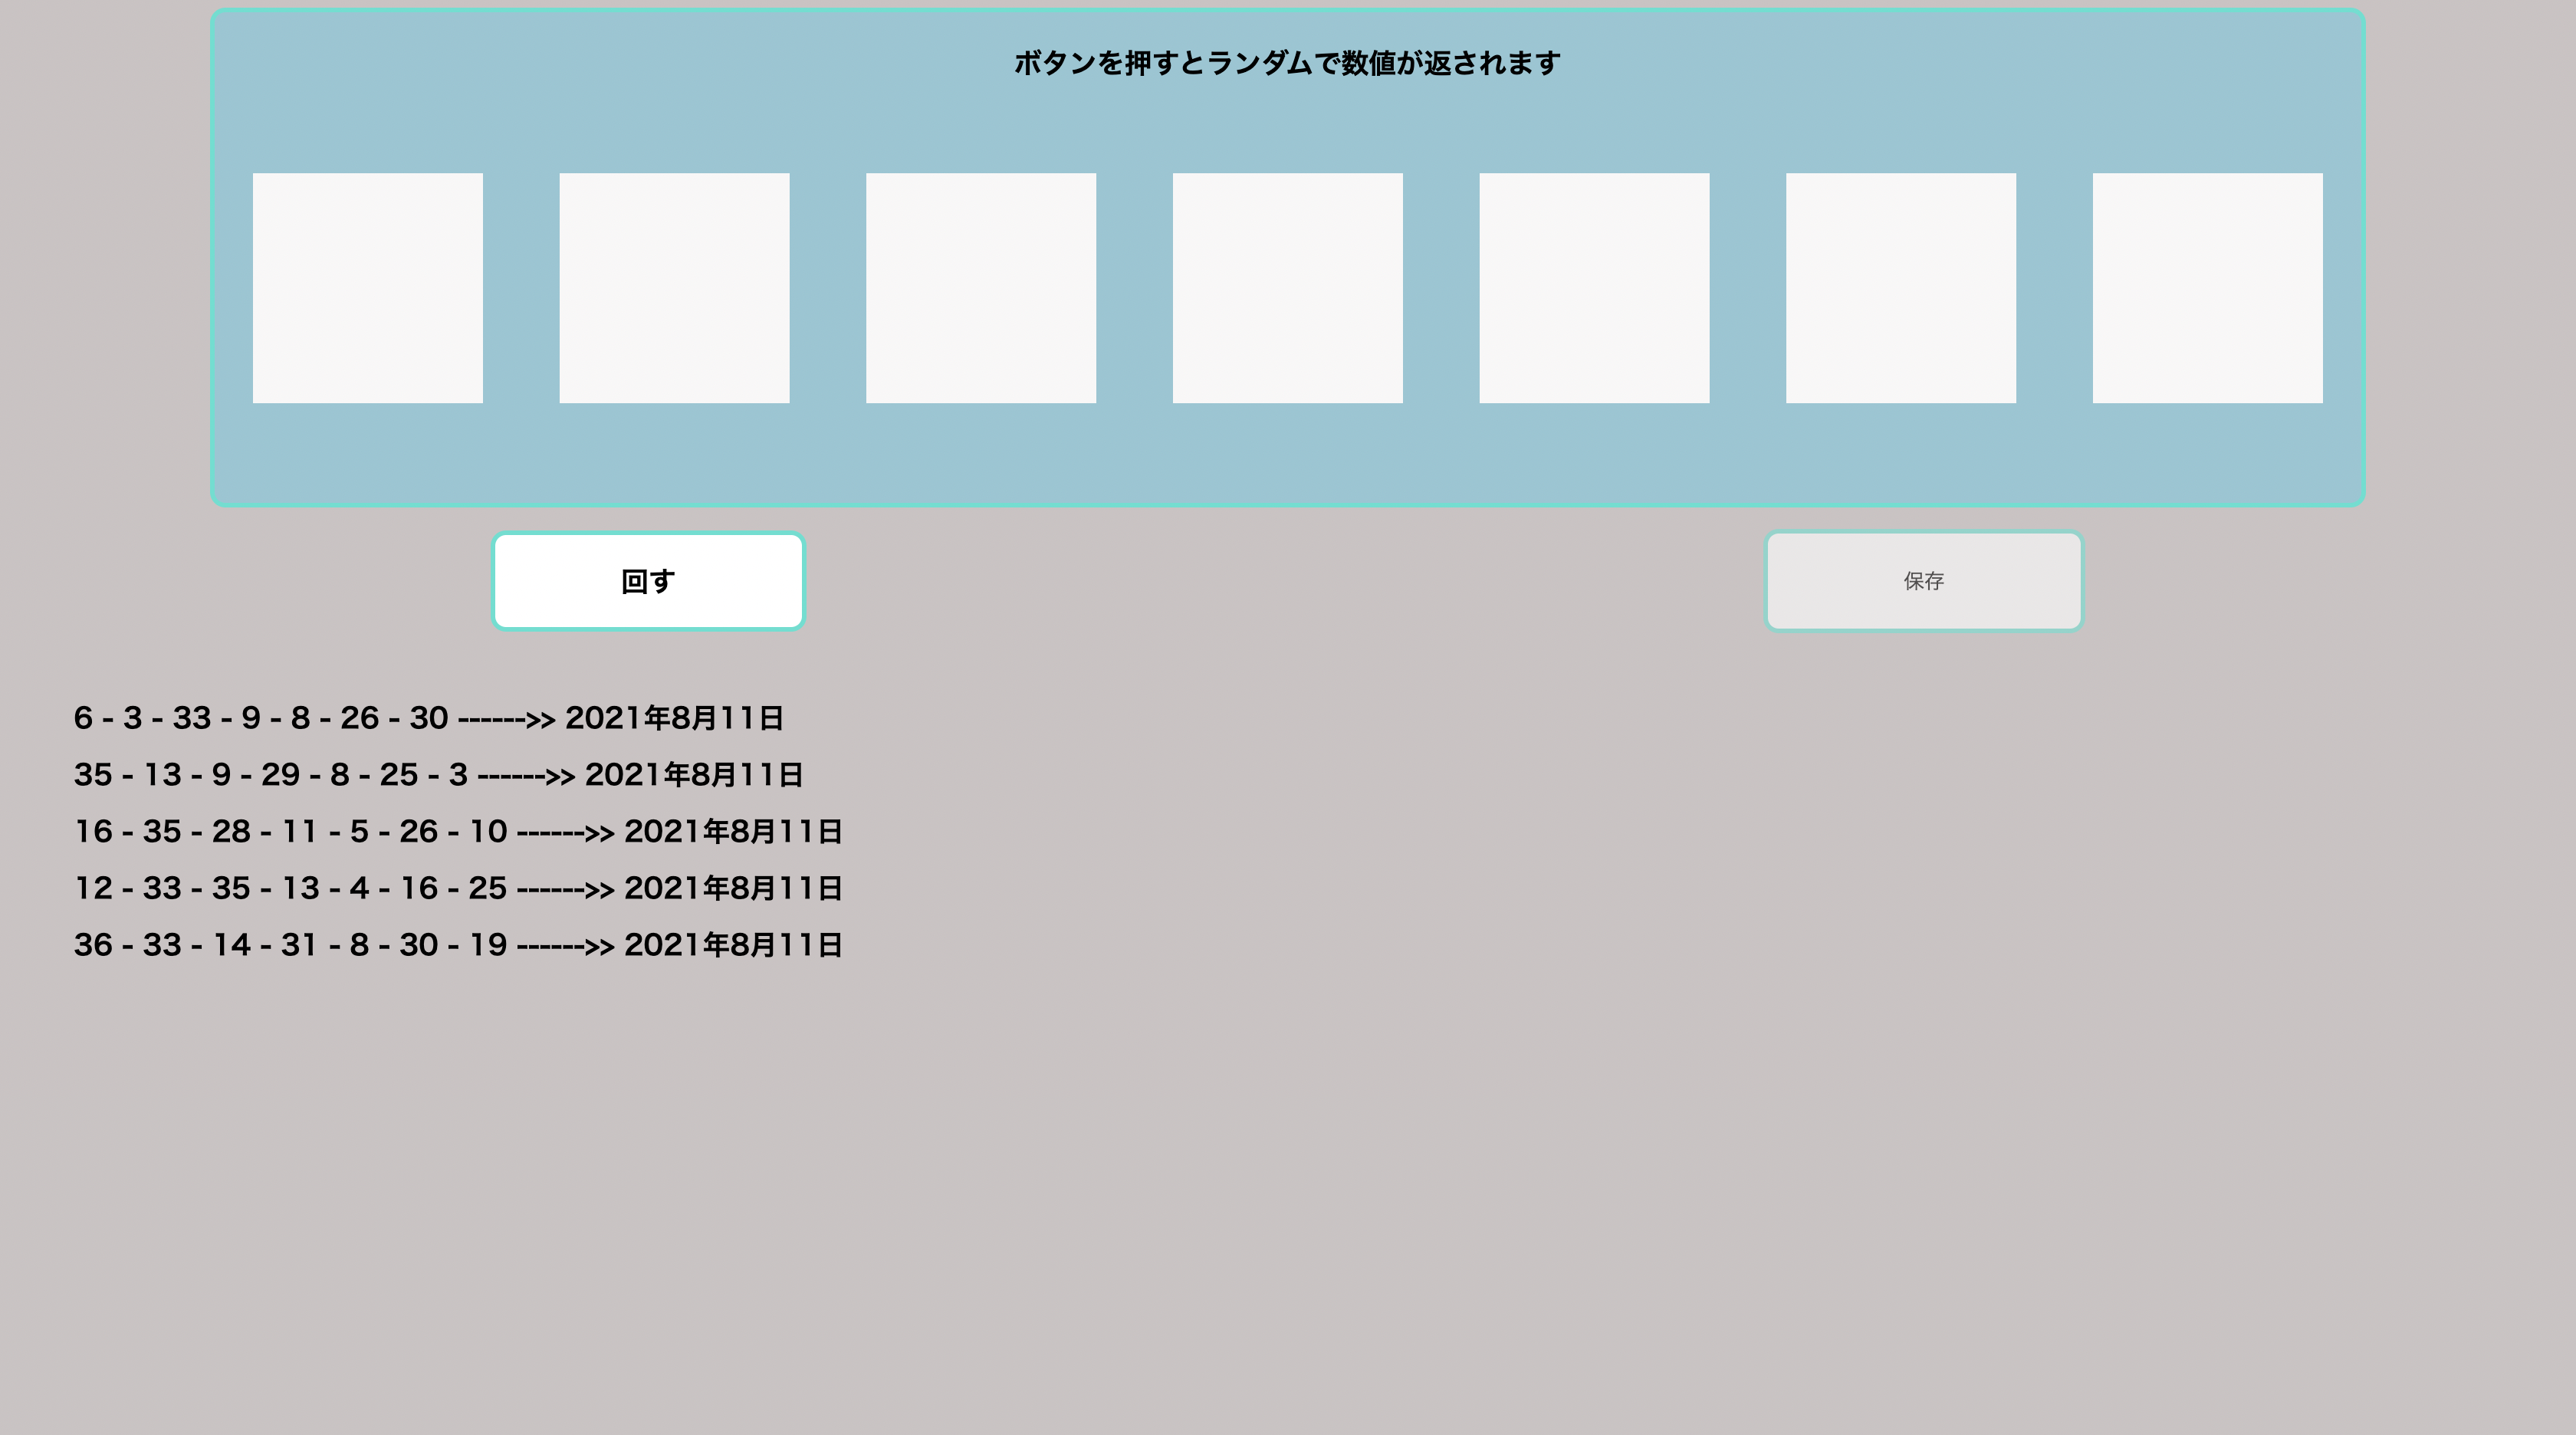 ボタンを押すとランダムで数値が返されます
回す
保存
6 - 3 - 33 - 9 - 8 - 26 - 30 ------>> 2021年8月11日
35 - 13 - 9 - 29 - 8 - 25 - 3 ------>> 2021年8月11日
16 - 35 - 28 - 11 - 5 - 26 - 10 ------>> 2021年8月11日
12 - 33 - 35 - 13 - 4 - 16 - 25 ------>> 2021年8月11日
36 - 33 - 14 - 31 - 8 - 30 - 19 ------>> 2021年8月11日